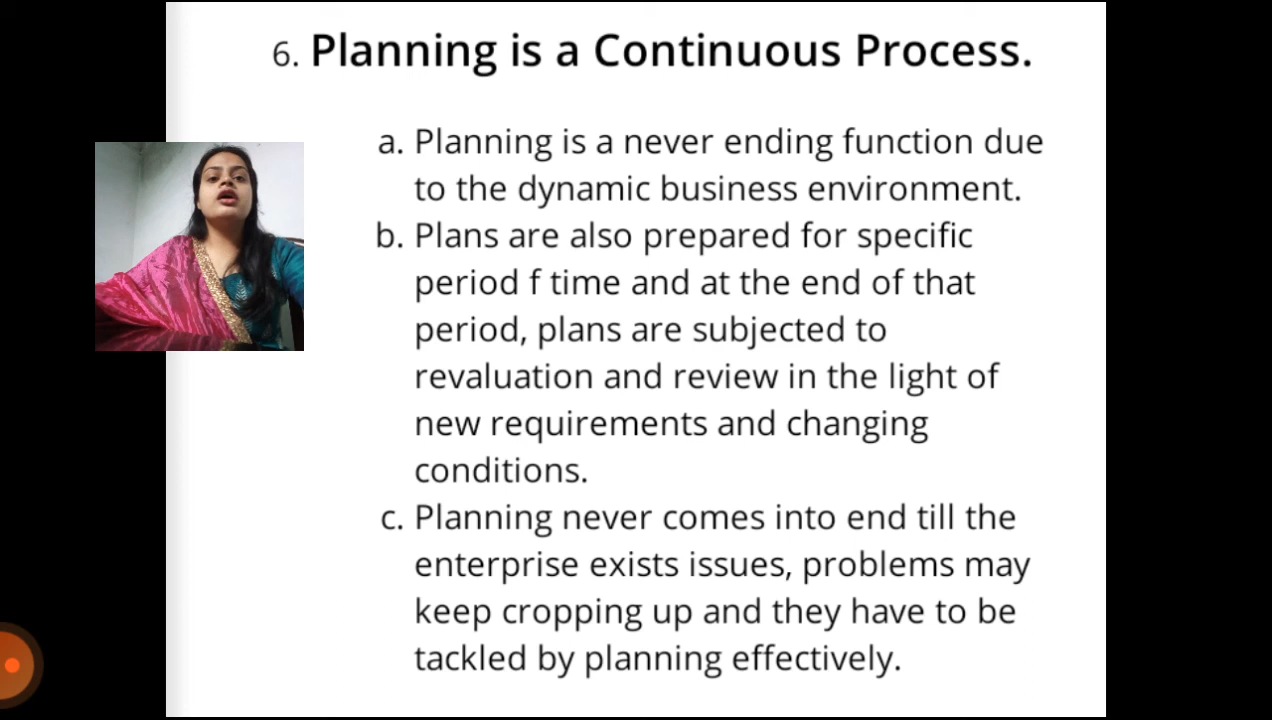 6. Planning is a Continuous Process.
a. Planning is a never ending function due
to the dynamic business environment.
b. Plans are also prepared for specific
period f time and at the end of that
period, plans are subjected to
revaluation and review in the light of
new requirements and changing
conditions.
c. Planning never comes into end till the
enterprise exists issues, problems may
keep cropping up and they have to be
tackled by planning effectively.